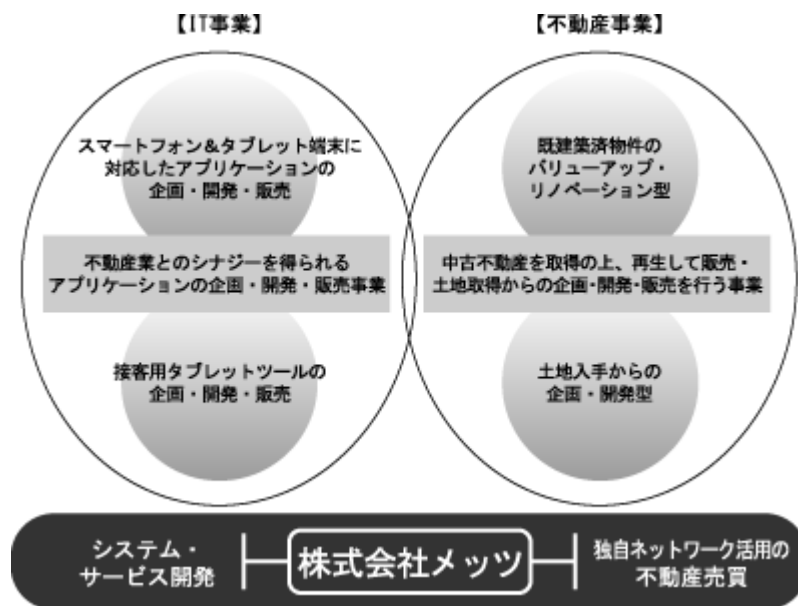 【IT事業】
スマートフォン&タブレット端末に
対応したアプリケーションの
企画・開発・販売
不動産業とのシナジーを得られる
アプリケーションの企画・開発・販売事業
接客用タブレットツールの
企画・開発・販売
【不動産事業】
既建築済物件の
バリューアップ・
リノベーション型
中古不動産を取得の上、再生して販売・
土地取得からの企画・開発・販売を行う事業
土地入手からの
企画・開発型
システム・
サービス開発
株式会社メッツ
独自ネットワーク活用の
不動産売買